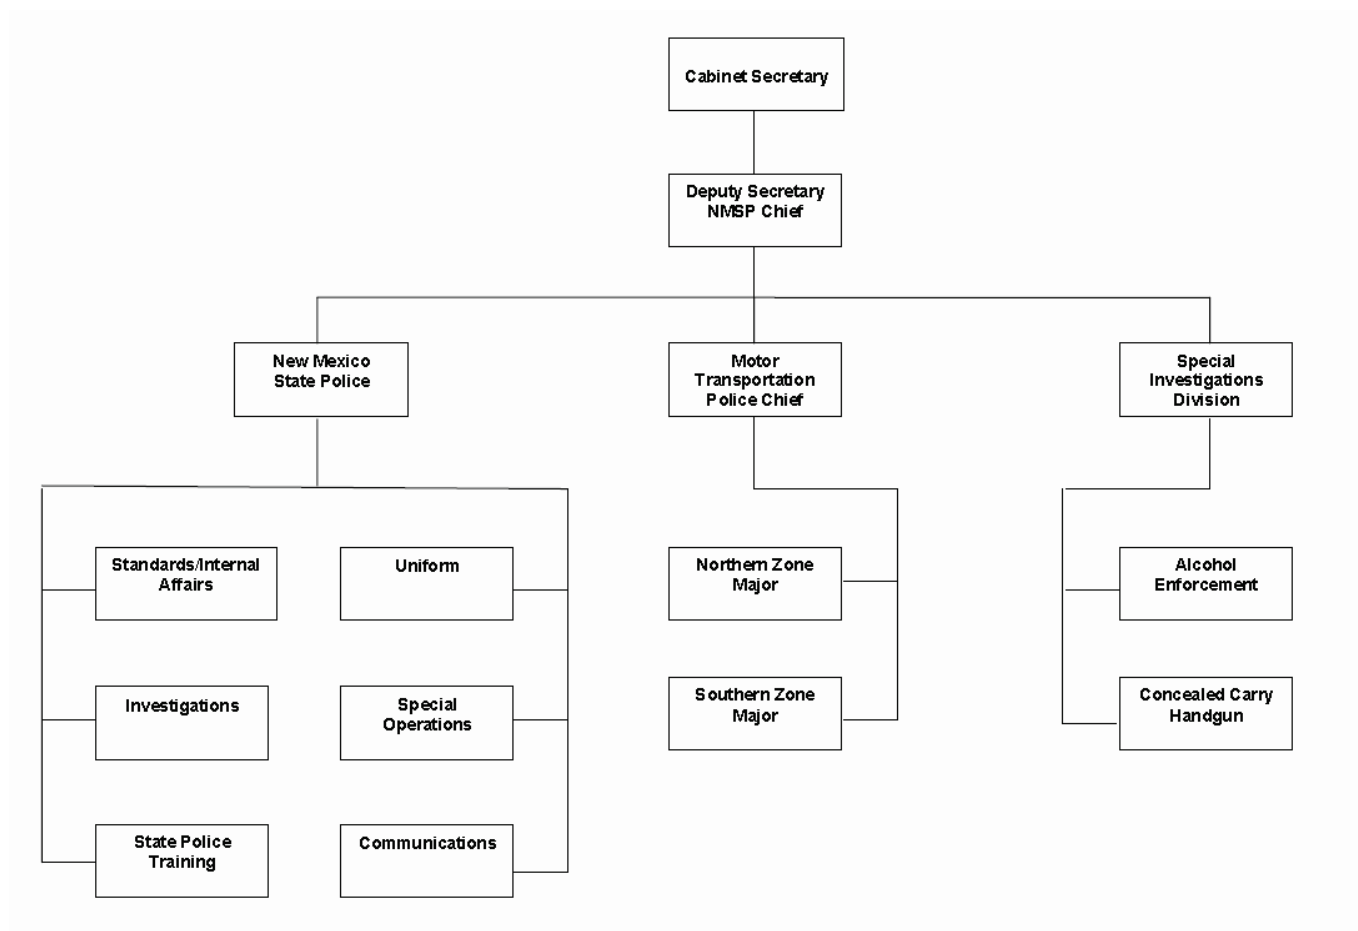 Cabinet Secretary
Deputy Secretary
NMSP Chief
New Mexico
State Police
Motor
Transportation
Police Chief
Special
Investigations
Division
Standards/Internal
Affairs
Uniform
Northern Zone
Major
Alcohol
Enforcement
Investigations
Special
Operations
Southern Zone
Major
Concealed Carry
Handgun
State Police
Training
Communications